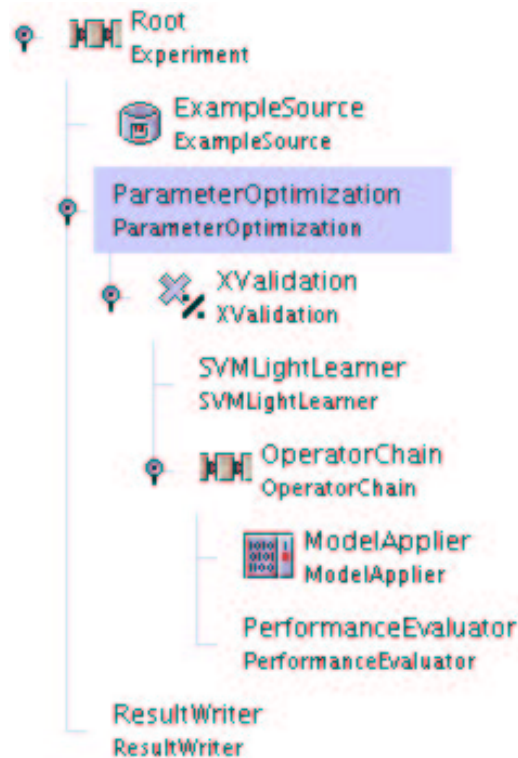 Root
Experiment
ExampleSource
ExampleSource
ParameterOptimization
ParameterOptimization
XValidation
XValidation
SVMLightLearner
SVMLightLearner
OperatorChain
OperatorChain
ModelApplier
ModelApplier
PerformanceEvaluator
PerformanceEvaluator
ResultWriter
ResultWriter